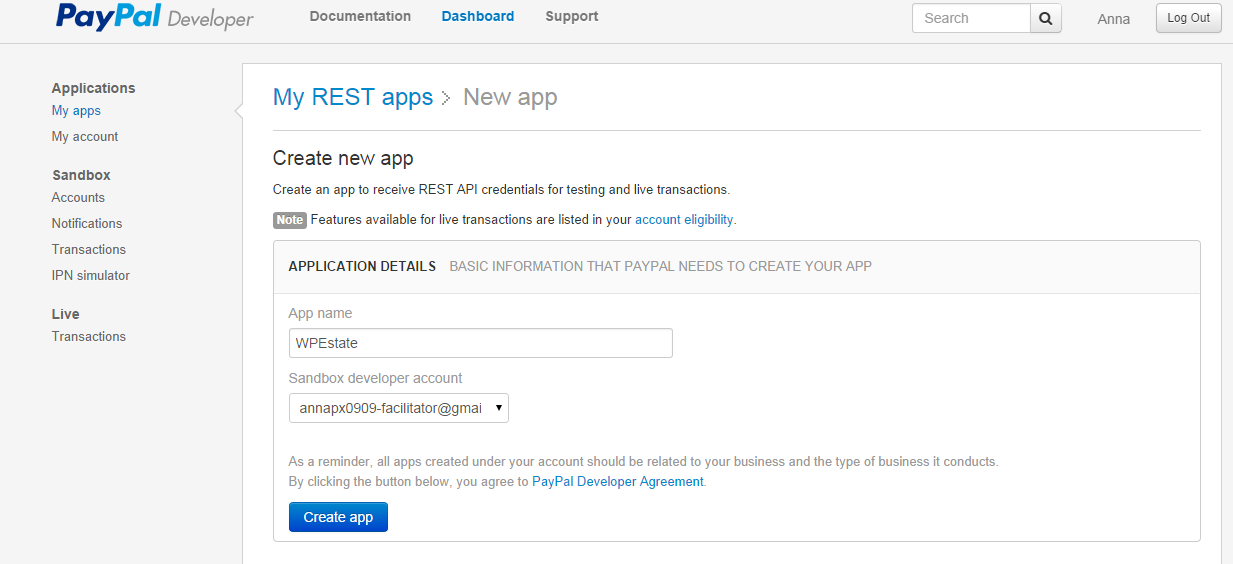 PayPal Developer
Documentation Dashboard Support
Search
Anna
Log Out
Applications
My apps
My account
Sandbox
Accounts
Notifications
Transactions
IPN simulator
Live
Transactions
My REST apps > New app
Create new app
Create an app to receive REST API credentials for testing and live transactions.
Note Features available for live transactions are listed in your account eligibility.
APPLICATION DETAILS BASIC INFORMATION THAT PAYPAL NEEDS TO CREATE YOUR APP
App name
WPEstate
Sandbox developer account
annapx0909-facilitator@gmai
As a reminder, all apps created under your account should be related to your business and the type of business it conducts.
By clicking the button below, you agree to PayPal Developer Agreement.
Create app